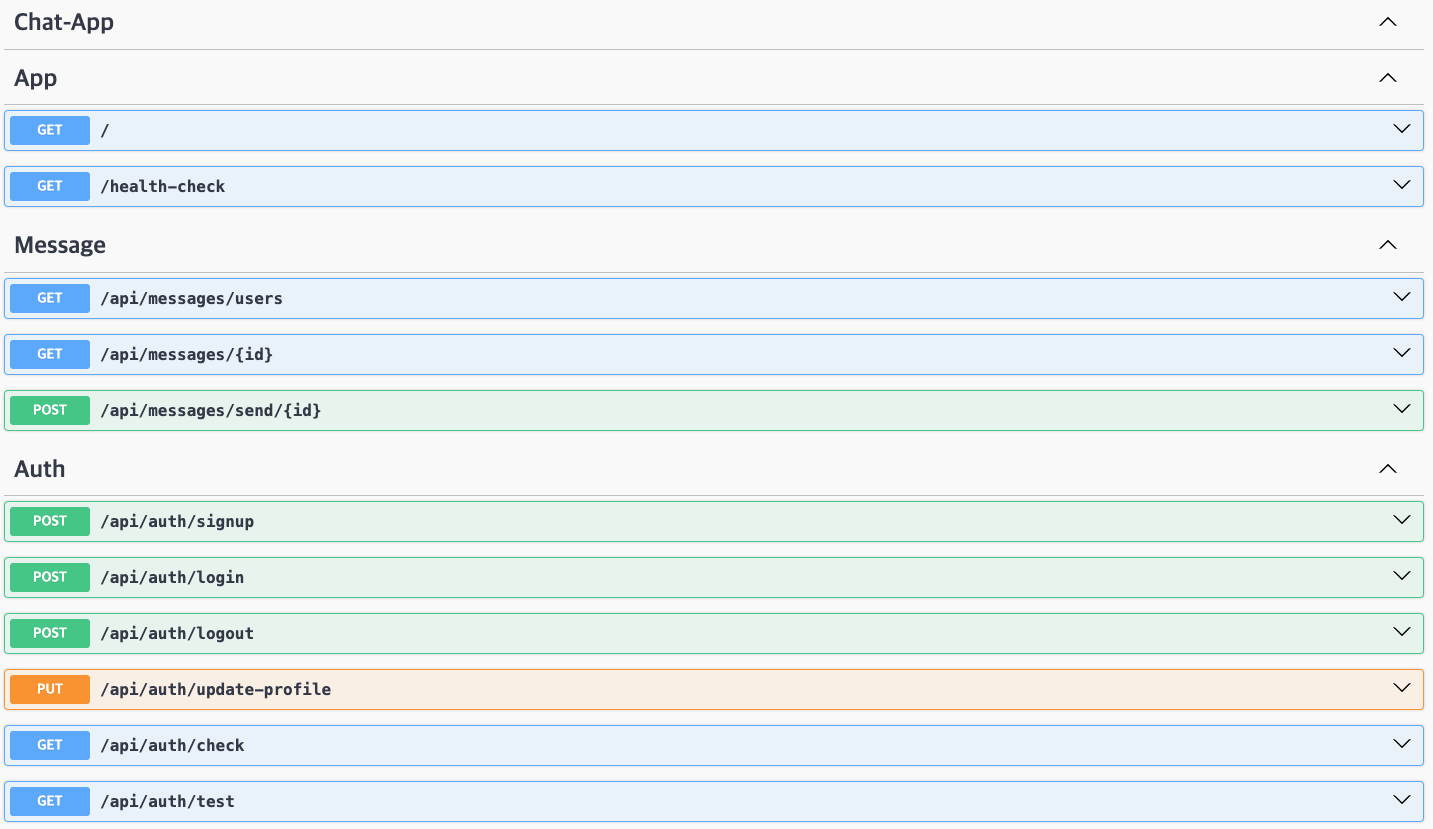 Chat-App
App
GET /
GET /health-check
Message
GET /api/messages/users
GET /api/messages/{id}
POST /api/messages/send/{id}
Auth
POST /api/auth/signup
POST /api/auth/login
POST /api/auth/logout
PUT /api/auth/update-profile
GET /api/auth/check
GET /api/auth/test